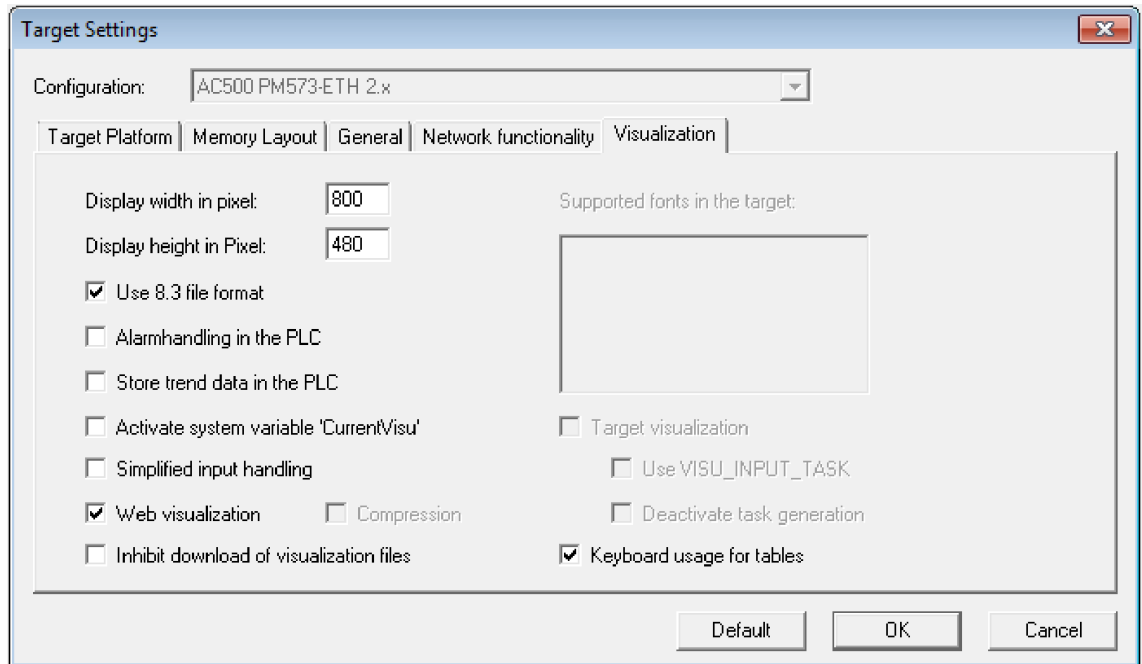 Target Settings
Configuration: AC500 PM573-ETH 2.x
Target Platform Memory Layout General Network functionality Visualization
Display width in pixel: 800 Supported fonts in the target:
Display height in Pixel: 480
Use 8.3 file format
Alarmhandling in the PLC
Store trend data in the PLC
Activate system variable 'CurrentVisu' Target visualization
Simplified input handling Use VISU_INPUT_TASK
Web visualization Compression Deactivate task generation
Inhibit download of visualization files Keyboard usage for tables
Default OK Cancel